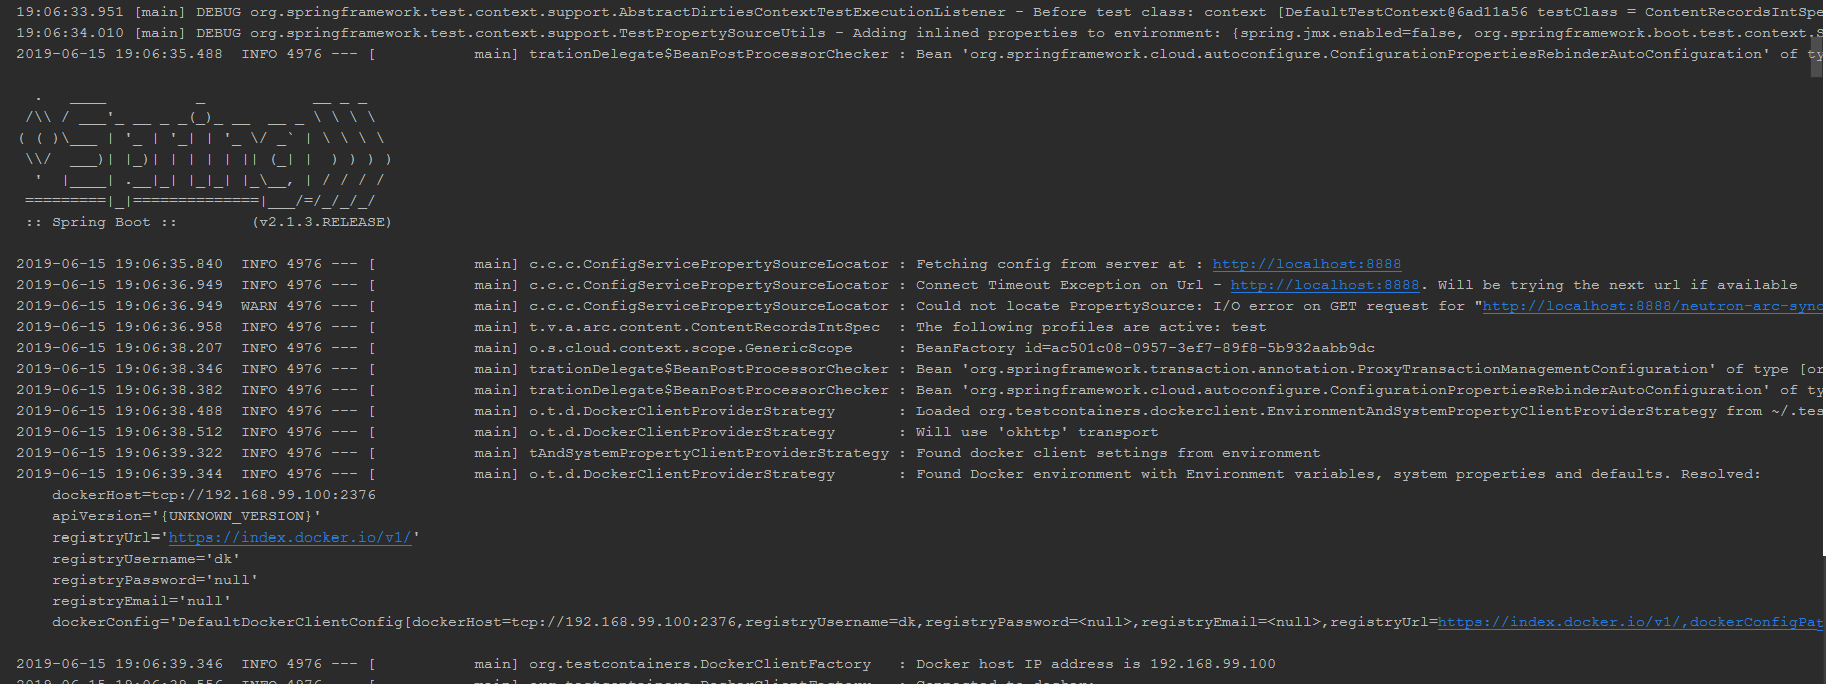 19:06:33.951 [main] DEBUG org.springframework.test.context.support.AbstractDirtiesContextTestExecutionListener - Before test class: context [DefaultTestContext@6ad11a56 testClass = ContentRecordsIntSpe
19:06:34.010 [main] DEBUG org.springframework.test.context.support.TestPropertySourceUtils - Adding inlined properties to environment: {spring.jmx.enabled=false, org.springframework.boot.test.context.S
2019-06-15 19:06:35.488  INFO 4976 --- [           main] trationDelegate$BeanPostProcessorChecker : Bean 'org.springframework.cloud.autoconfigure.ConfigurationPropertiesRebinderAutoConfiguration' of ty
  .   ____          _            __ _ _
 /\\ / ___'_ __ _ _(_)_ __  __ _ \ \ \ \
( ( )\___ | '_ | '_| | '_ \/ _` | \ \ \ \
 \\/  ___)| |_)| | | | | || (_| |  ) ) ) )
  '  |____| .__|_| |_|_| |_\__, | / / / /
 =========|_|==============|___/=/_/_/_/
 :: Spring Boot ::        (v2.1.3.RELEASE)
2019-06-15 19:06:35.840  INFO 4976 --- [           main] c.c.c.ConfigServicePropertySourceLocator : Fetching config from server at : http://localhost:8888
2019-06-15 19:06:36.949  INFO 4976 --- [           main] c.c.c.ConfigServicePropertySourceLocator : Connect Timeout Exception on Url - http://localhost:8888. Will be trying the next url if available
2019-06-15 19:06:36.949  WARN 4976 --- [           main] c.c.c.ConfigServicePropertySourceLocator : Could not locate PropertySource: I/O error on GET request for "http://localhost:8888/neutron-arc-sync
2019-06-15 19:06:36.958  INFO 4976 --- [           main] t.v.a.arc.content.ContentRecordsIntSpec  : The following profiles are active: test
2019-06-15 19:06:38.207  INFO 4976 --- [           main] o.s.cloud.context.scope.GenericScope     : BeanFactory id=ac501c08-0957-3ef7-89f8-5b932aabb9dc
2019-06-15 19:06:38.346  INFO 4976 --- [           main] trationDelegate$BeanPostProcessorChecker : Bean 'org.springframework.transaction.annotation.ProxyTransactionManagementConfiguration' of type [or
2019-06-15 19:06:38.382  INFO 4976 --- [           main] trationDelegate$BeanPostProcessorChecker : Bean 'org.springframework.cloud.autoconfigure.ConfigurationPropertiesRebinderAutoConfiguration' of ty
2019-06-15 19:06:38.488  INFO 4976 --- [           main] o.t.d.DockerClientProviderStrategy       : Loaded org.testcontainers.dockerclient.EnvironmentAndSystemPropertyClientProviderStrategy from ~/.tes
2019-06-15 19:06:38.512  INFO 4976 --- [           main] o.t.d.DockerClientProviderStrategy       : Will use 'okhttp' transport
2019-06-15 19:06:39.322  INFO 4976 --- [           main] tAndSystemPropertyClientProviderStrategy : Found docker client settings from environment
2019-06-15 19:06:39.344  INFO 4976 --- [           main] o.t.d.DockerClientProviderStrategy       : Found Docker environment with Environment variables, system properties and defaults. Resolved:
    dockerHost=tcp://192.168.99.100:2376
    apiVersion='{UNKNOWN_VERSION}'
    registryUrl='https://index.docker.io/v1/'
    registryUsername='dk'
    registryPassword='null'
    registryEmail='null'
    dockerConfig='DefaultDockerClientConfig[dockerHost=tcp://192.168.99.100:2376,registryUsername=dk,registryPassword=<null>,registryEmail=<null>,registryUrl=https://index.docker.io/v1/,dockerConfigPat
2019-06-15 19:06:39.346  INFO 4976 --- [           main] org.testcontainers.DockerClientFactory   : Docker host IP address is 192.168.99.100